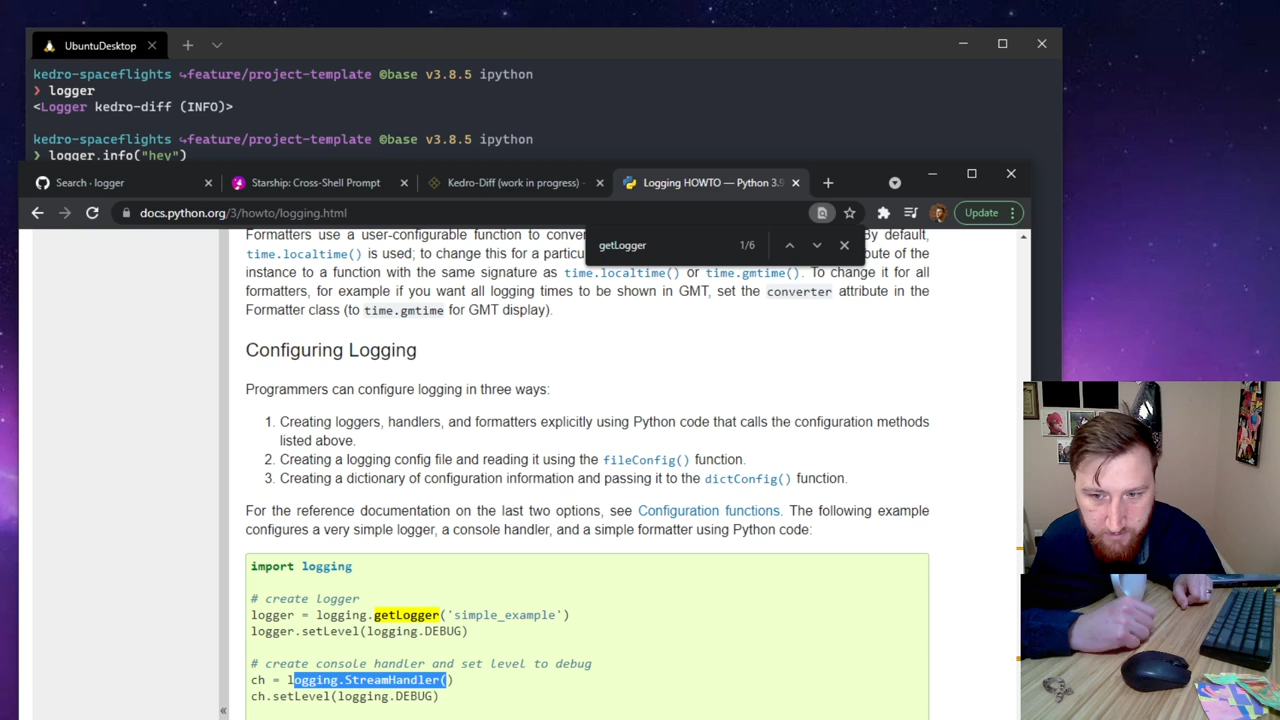 UbuntuDesktop
kedro-spaceflights feature/project-template @base v3.8.5 ipython
❯ logger
<Logger kedro-diff (INFO)>
kedro-spaceflights feature/project-template @base v3.8.5 ipython
❯ logger.info("hey")
Search · logger
Starship: Cross-Shell Prompt
Kedro-Diff (work in progress) -
Logging HOWTO — Python 3.9
docs.python.org/3/howto/logging.html
Update
getLogger 1/6
Formatters use a user-configurable function to conver By default,
time.localtime() is used; to change this for a particu bute of the
instance to a function with the same signature as time.localtime() or time.gmtime(). To change it for all
formatters, for example if you want all logging times to be shown in GMT, set the converter attribute in the
Formatter class (to time.gmtime for GMT display).
Configuring Logging
Programmers can configure logging in three ways:
1. Creating loggers, handlers, and formatters explicitly using Python code that calls the configuration methods
listed above.
2. Creating a logging config file and reading it using the fileConfig() function.
3. Creating a dictionary of configuration information and passing it to the dictConfig() function.
For the reference documentation on the last two options, see Configuration functions. The following example
configures a very simple logger, a console handler, and a simple formatter using Python code:
import logging
# create logger
logger = logging.getLogger('simple_example')
logger.setLevel(logging.DEBUG)
# create console handler and set level to debug
ch = logging.StreamHandler()
ch.setLevel(logging.DEBUG)
«